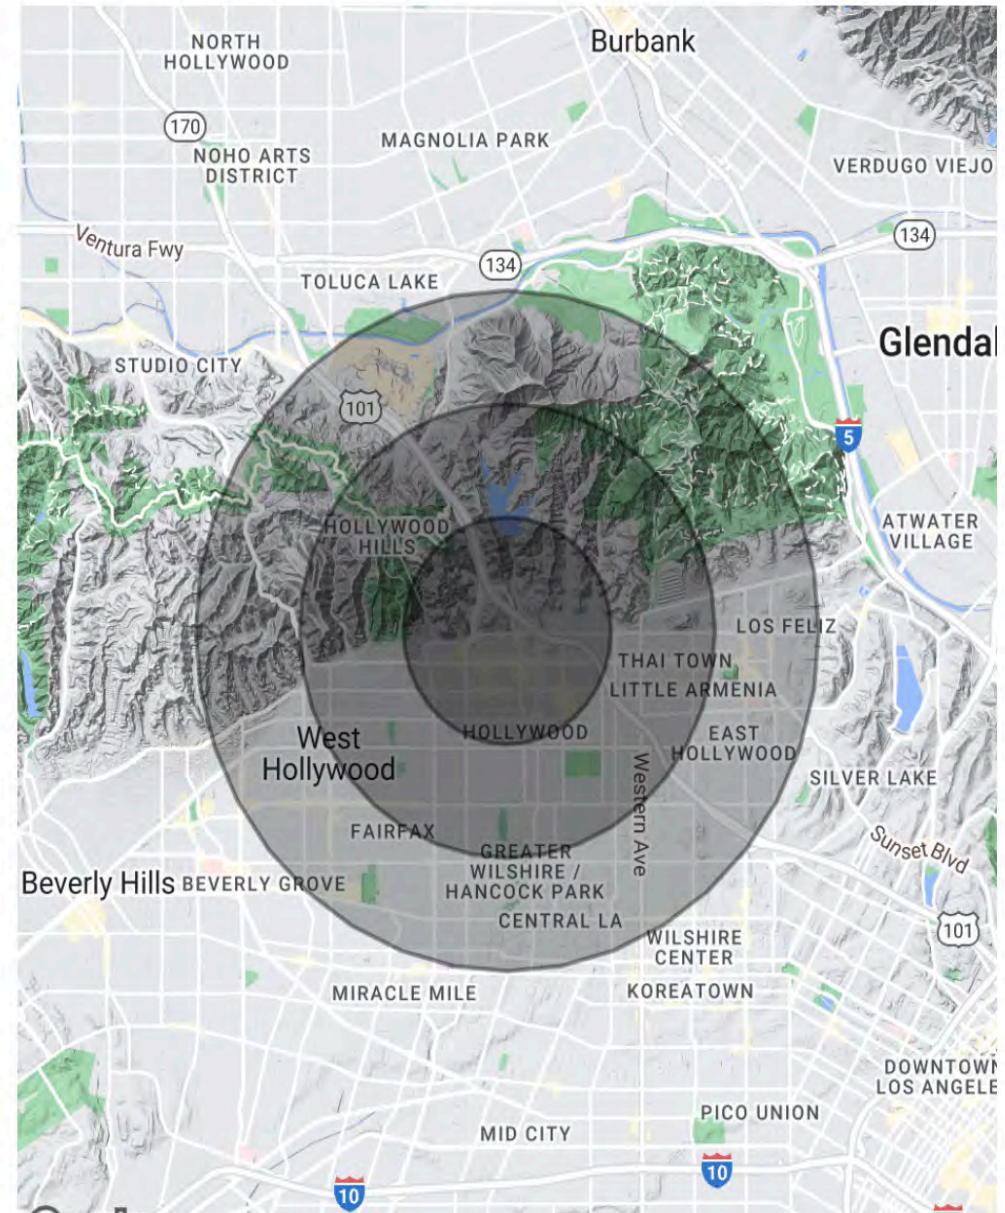 Burbank
NORTH
HOLLYWOOD
170
MAGNOLIA PARK
NOHO ARTS
DISTRICT
VERDUGO VIEJO
Ventura Fwy
134
134
TOLUCA LAKE
Glendal
STUDIO CITY
101
5
HOLLYWOOD
HILLS
ATWATER
VILLAGE
LOS FELIZ
THAI TOWN
LITTLE ARMENIA
HOLLYWOOD
EAST
HOLLYWOOD
West
Hollywood
Western Ave
SILVER LAKE
FAIRFAX
Sunset Blvd
GREATER
WILSHIRE /
HANCOCK PARK
Beverly Hills
BEVERLY GROVE
CENTRAL LA
101
WILSHIRE
CENTER
MIRACLE MILE
KOREATOWN
DOWNTOWN
LOS ANGELE
PICO UNION
MID CITY
10
10